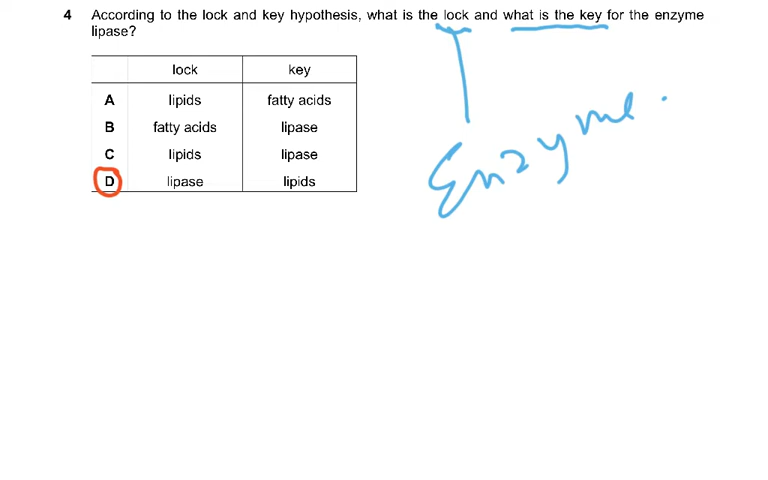 4 According to the lock and key hypothesis, what is the lock and what is the key for the enzyme
lipase?
lock key
A lipids fatty acids
B fatty acids lipase
C lipids lipase
D lipase lipids
Enzyme.